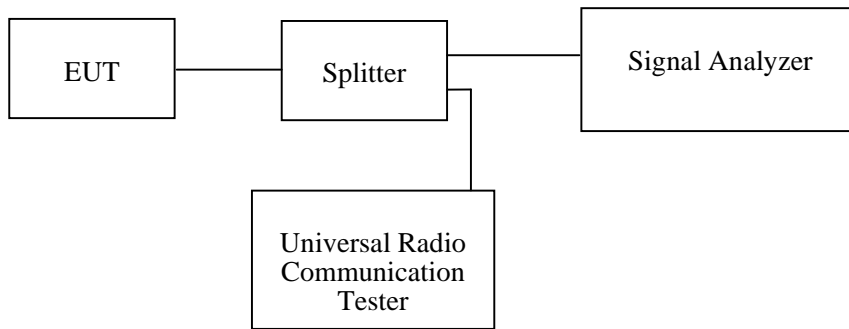 EUT
Splitter
Signal Analyzer
Universal Radio
Communication
Tester